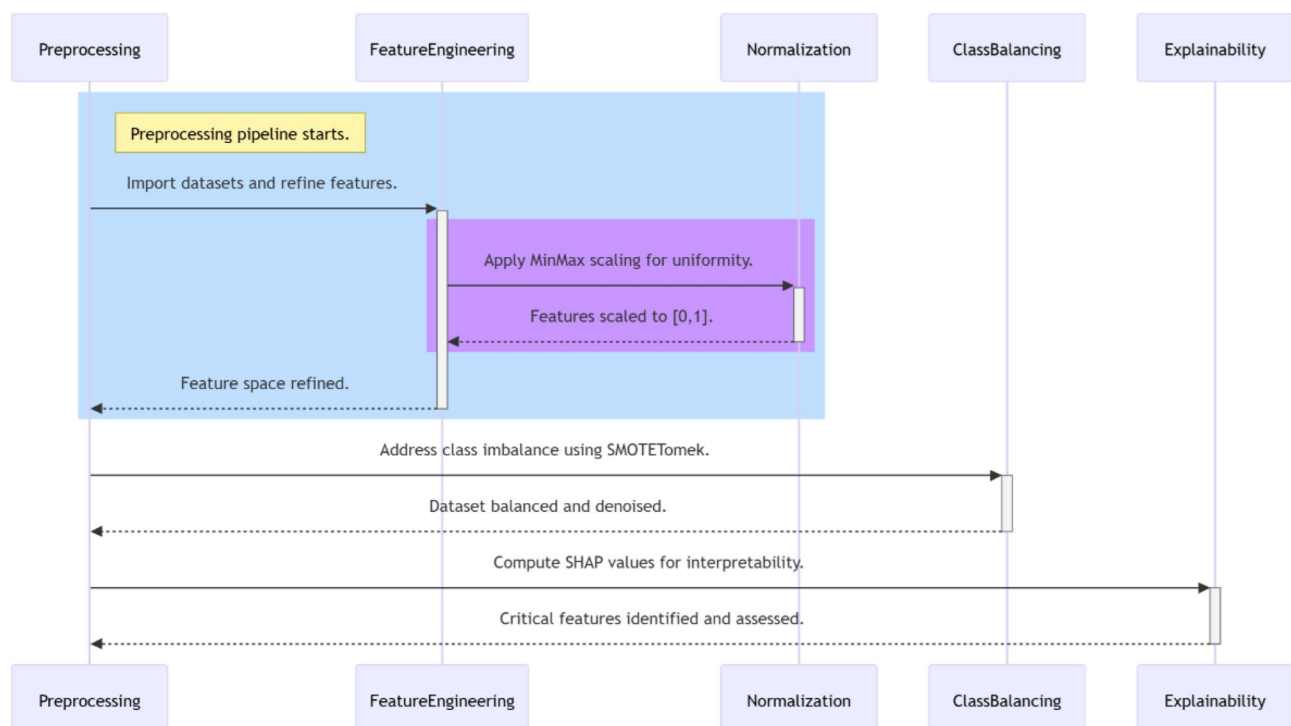 Preprocessing
FeatureEngineering
Normalization
ClassBalancing
Explainability
Preprocessing pipeline starts.
Import datasets and refine features.
Apply MinMax scaling for uniformity.
Features scaled to [0,1].
Feature space refined.
Address class imbalance using SMOTETomek.
Dataset balanced and denoised.
Compute SHAP values for interpretability.
Critical features identified and assessed.
Preprocessing
FeatureEngineering
Normalization
ClassBalancing
Explainability